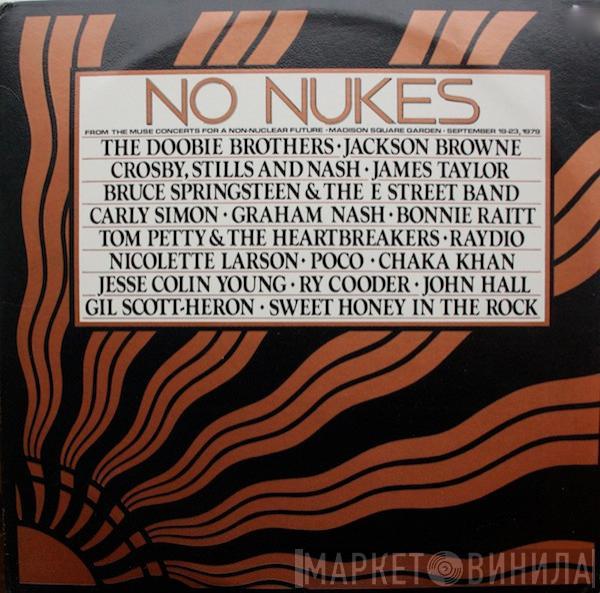 NO NUKES
FROM THE MUSE CONCERTS FOR A NON-NUCLEAR FUTURE · MADISON SQUARE GARDEN · SEPTEMBER 19-23, 1979
THE DOOBIE BROTHERS · JACKSON BROWNE
CROSBY, STILLS AND NASH · JAMES TAYLOR
BRUCE SPRINGSTEEN & THE E STREET BAND
CARLY SIMON · GRAHAM NASH · BONNIE RAITT
TOM PETTY & THE HEARTBREAKERS · RAYDIO
NICOLETTE LARSON · POCO · CHAKA KHAN
JESSE COLIN YOUNG · RY COODER · JOHN HALL
GIL SCOTT-HERON · SWEET HONEY IN THE ROCK
МАРКЕТ ВИНИЛА